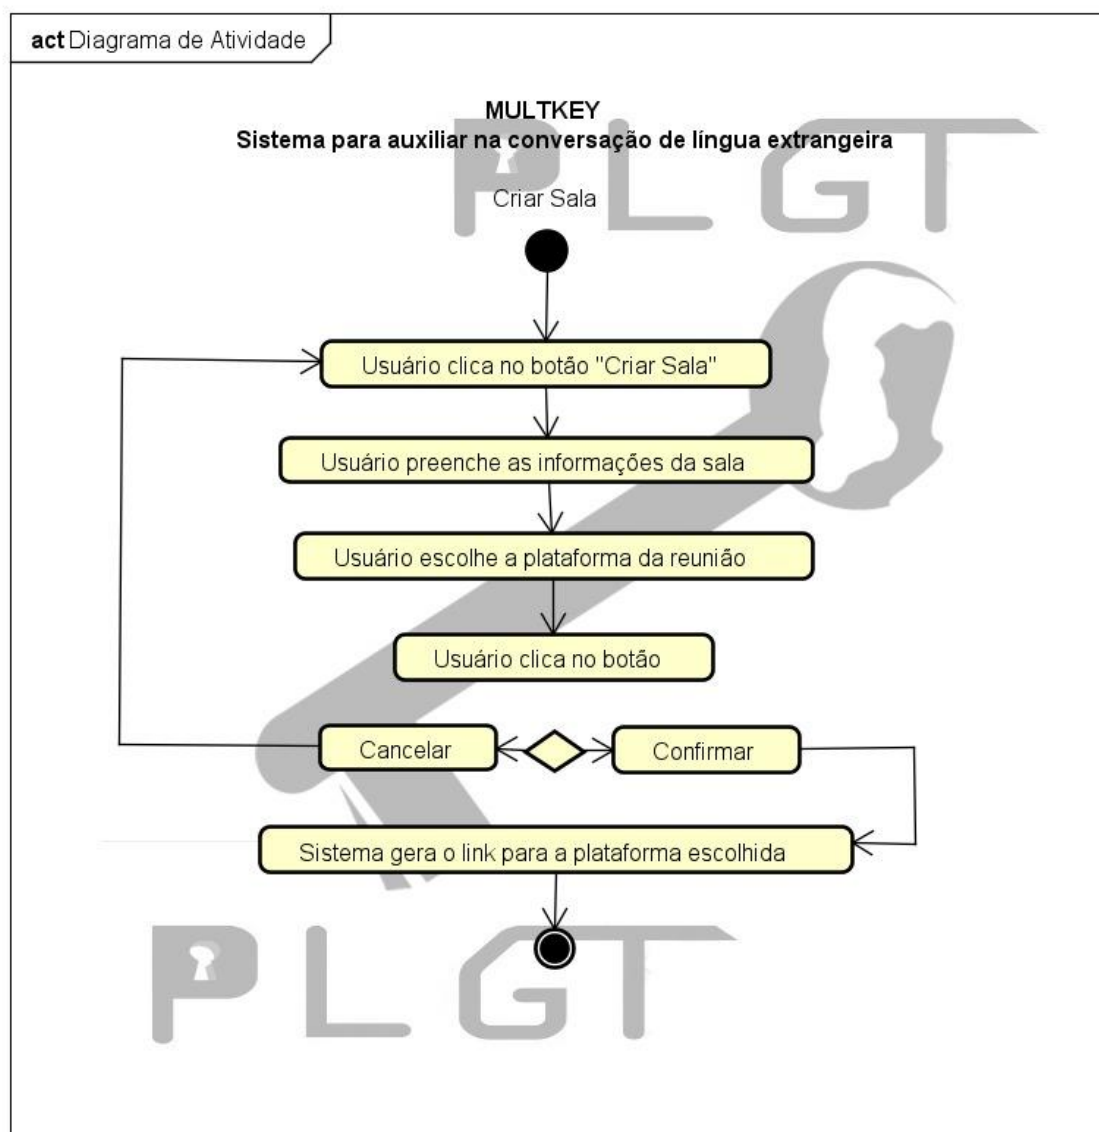 act Diagrama de Atividade
MULTKEY
Sistema para auxiliar na conversação de língua extrangeira
PLGT
Criar Sala
Usuário clica no botão "Criar Sala"
Usuário preenche as informações da sala
Usuário escolhe a plataforma da reunião
Usuário clica no botão
Cancelar
Confirmar
Sistema gera o link para a plataforma escolhida
PLGT